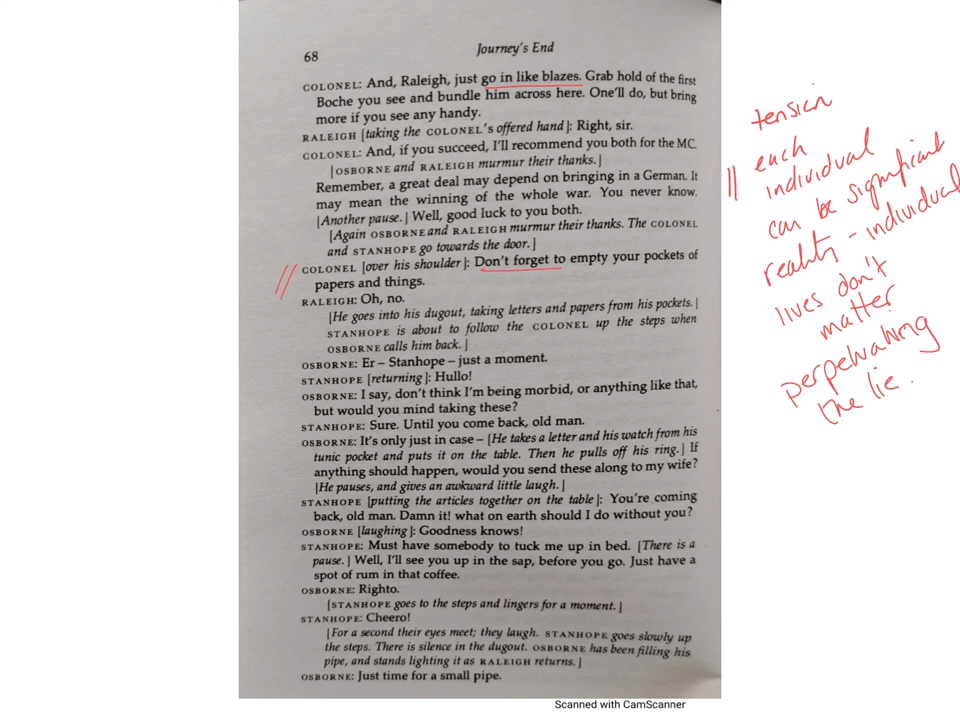 68
Journey's End
COLONEL: And, Raleigh, just go in like blazes. Grab hold of the first
Boche you see and bundle him across here. One'll do, but bring
more if you see any handy.
RALEIGH [taking the COLONEL's offered hand]: Right, sir.
COLONEL: And, if you succeed, I'll recommend you both for the MC.
[OSBORNE and RALEIGH murmur their thanks.]
Remember, a great deal may depend on bringing in a German. It
may mean the winning of the whole war. You never know.
[Another pause.] Well, good luck to you both.
[Again OSBORNE and RALEIGH murmur their thanks. The COLONEL
and STANHOPE go towards the door.]
COLONEL [over his shoulder]: Don't forget to empty your pockets of
papers and things.
RALEIGH: Oh, no.
[He goes into his dugout, taking letters and papers from his pockets.
STANHOPE is about to follow the COLONEL up the steps when
OSBORNE calls him back.]
OSBORNE: Er – Stanhope – just a moment.
STANHOPE [returning]: Hullo!
OSBORNE: I say, don't think I'm being morbid, or anything like that,
but would you mind taking these?
STANHOPE: Sure. Until you come back, old man.
OSBORNE: It's only just in case – [He takes a letter and his watch from his
tunic pocket and puts it on the table. Then he pulls off his ring.] If
anything should happen, would you send these along to my wife?
[He pauses, and gives an awkward little laugh.]
STANHOPE [putting the articles together on the table]: You're coming
back, old man. Damn it! what on earth should I do without you?
OSBORNE [laughing]: Goodness knows!
STANHOPE: Must have somebody to tuck me up in bed. [There is a
pause.] Well, I'll see you up in the sap, before you go. Just have a
spot of rum in that coffee.
OSBORNE: Righto.
[STANHOPE goes to the steps and lingers for a moment.]
STANHOPE: Cheero!
[For a second their eyes meet; they laugh. STANHOPE goes slowly up
the steps. There is silence in the dugout. OSBORNE has been filling his
pipe, and stands lighting it as RALEIGH returns.]
OSBORNE: Just time for a small pipe.
tension
// each
individual
can be significant
reality - individual
lives don't
matter
perpetuating
the lie.
Scanned with CamScanner